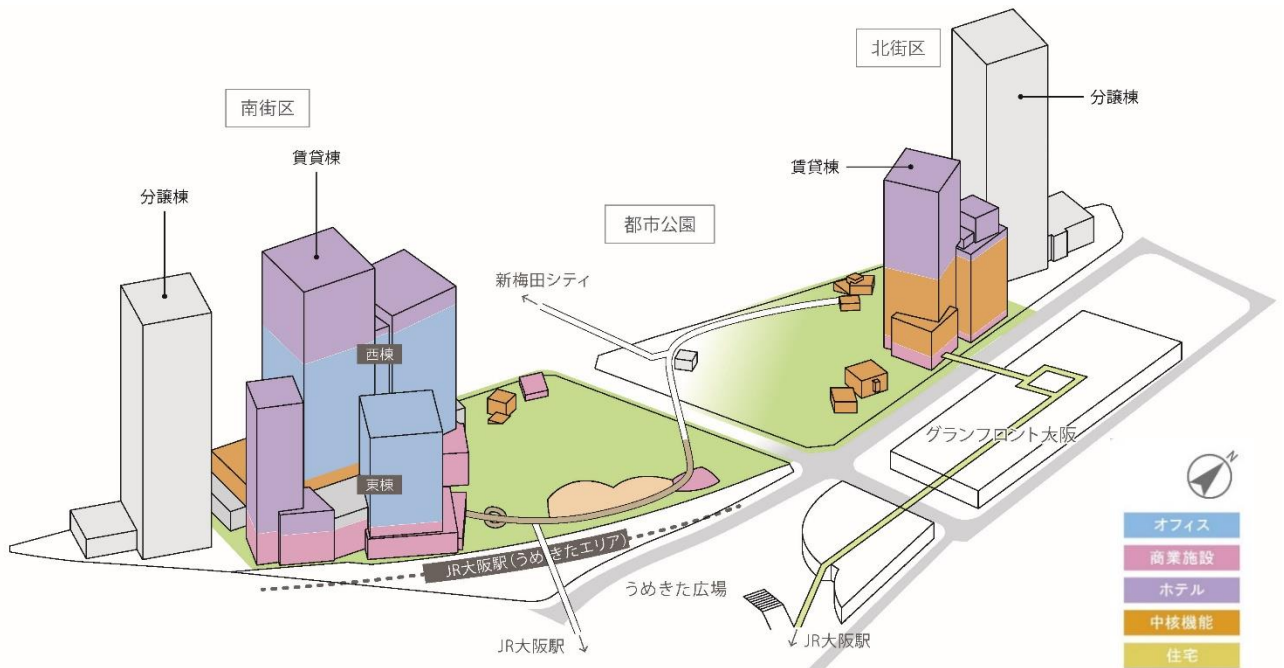 北街区
分譲棟
南街区
賃貸棟
賃貸棟
分譲棟
都市公園
新梅田シティ
西棟
グランフロント大阪
東棟
N
オフィス
JR大阪駅(うめきたエリア)
商業施設
うめきた広場
ホテル
中核機能
JR大阪駅
JR大阪駅
住宅